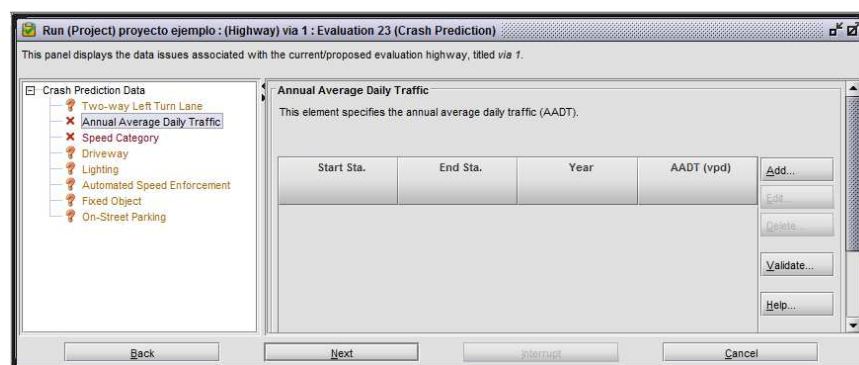 Run (Project) proyecto ejemplo : (Highway) via 1 : Evaluation 23 (Crash Prediction)
This panel displays the data issues associated with the current/proposed evaluation highway, titled via 1.
Crash Prediction Data
Two-way Left Turn Lane
Annual Average Daily Traffic
Speed Category
Driveway
Lighting
Automated Speed Enforcement
Fixed Object
On-Street Parking
Annual Average Daily Traffic
This element specifies the annual average daily traffic (AADT).
Start Sta. End Sta. Year AADT (vpd)
Add...
Edit...
Delete...
Validate...
Help...
Back Next Interrupt Cancel